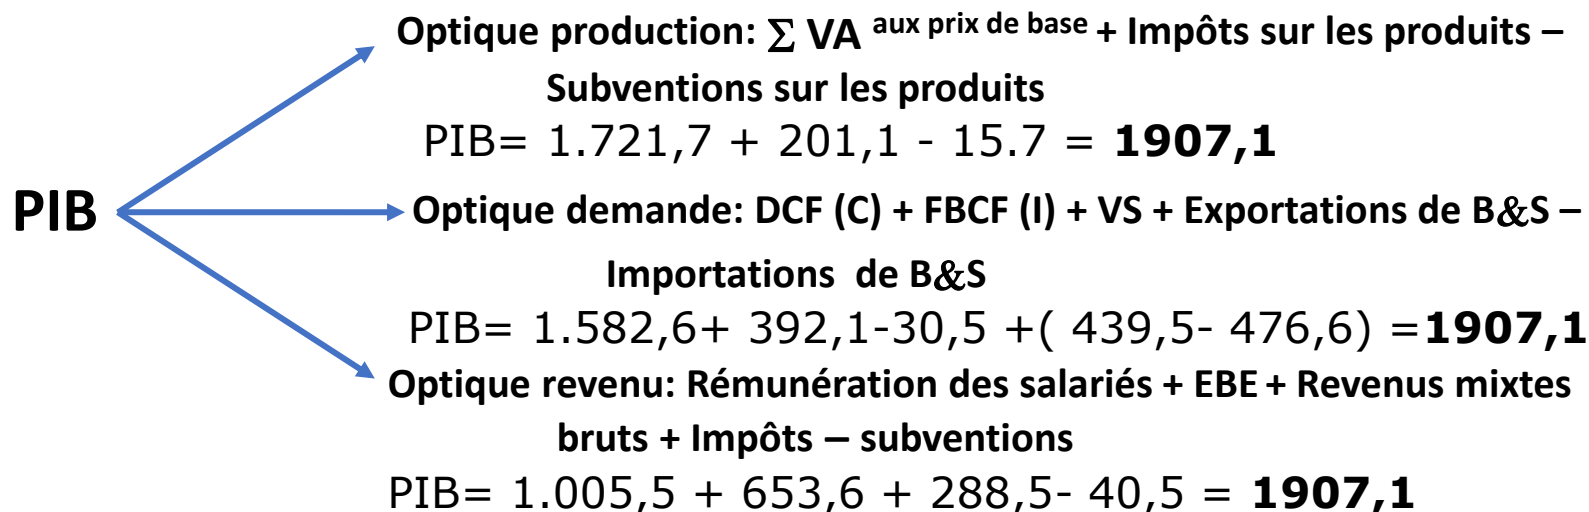 Optique production: Σ VA aux prix de base + Impôts sur les produits –
Subventions sur les produits
PIB= 1.721,7 + 201,1 - 15.7 = 1907,1
PIB
Optique demande: DCF (C) + FBCF (I) + VS + Exportations de B&S –
Importations de B&S
PIB= 1.582,6+ 392,1-30,5 +( 439,5- 476,6) =1907,1
Optique revenu: Rémunération des salariés + EBE + Revenus mixtes
bruts + Impôts – subventions
PIB= 1.005,5 + 653,6 + 288,5- 40,5 = 1907,1